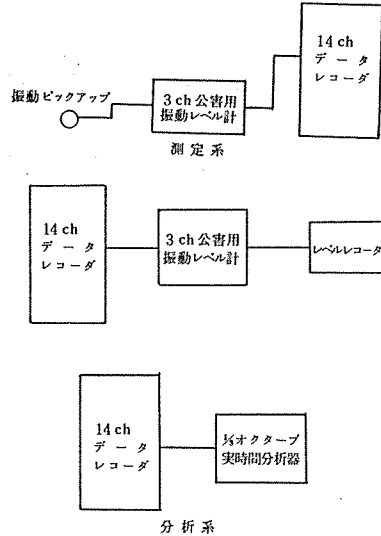 14 ch
データ
レコーダ
振動ピックアップ
3 ch 公害用
振動レベル計
測定系
14 ch
データ
レコーダ
3 ch 公害用
振動レベル計
レベルレコーダ
14 ch
データ
レコーダ
⅓オクターブ
実時間分析器
分析系